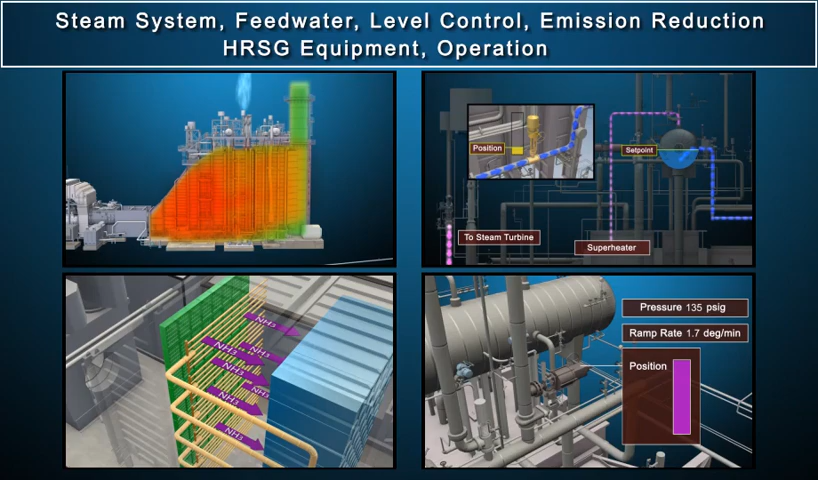 Steam System, Feedwater, Level Control, Emission Reduction
HRSG Equipment, Operation
Position
Setpoint
To Steam Turbine
Superheater
NH3
NH3
NH3
NH3
NH3
NH3
NH3
Pressure 135 psig
Ramp Rate 1.7 deg/min
Position